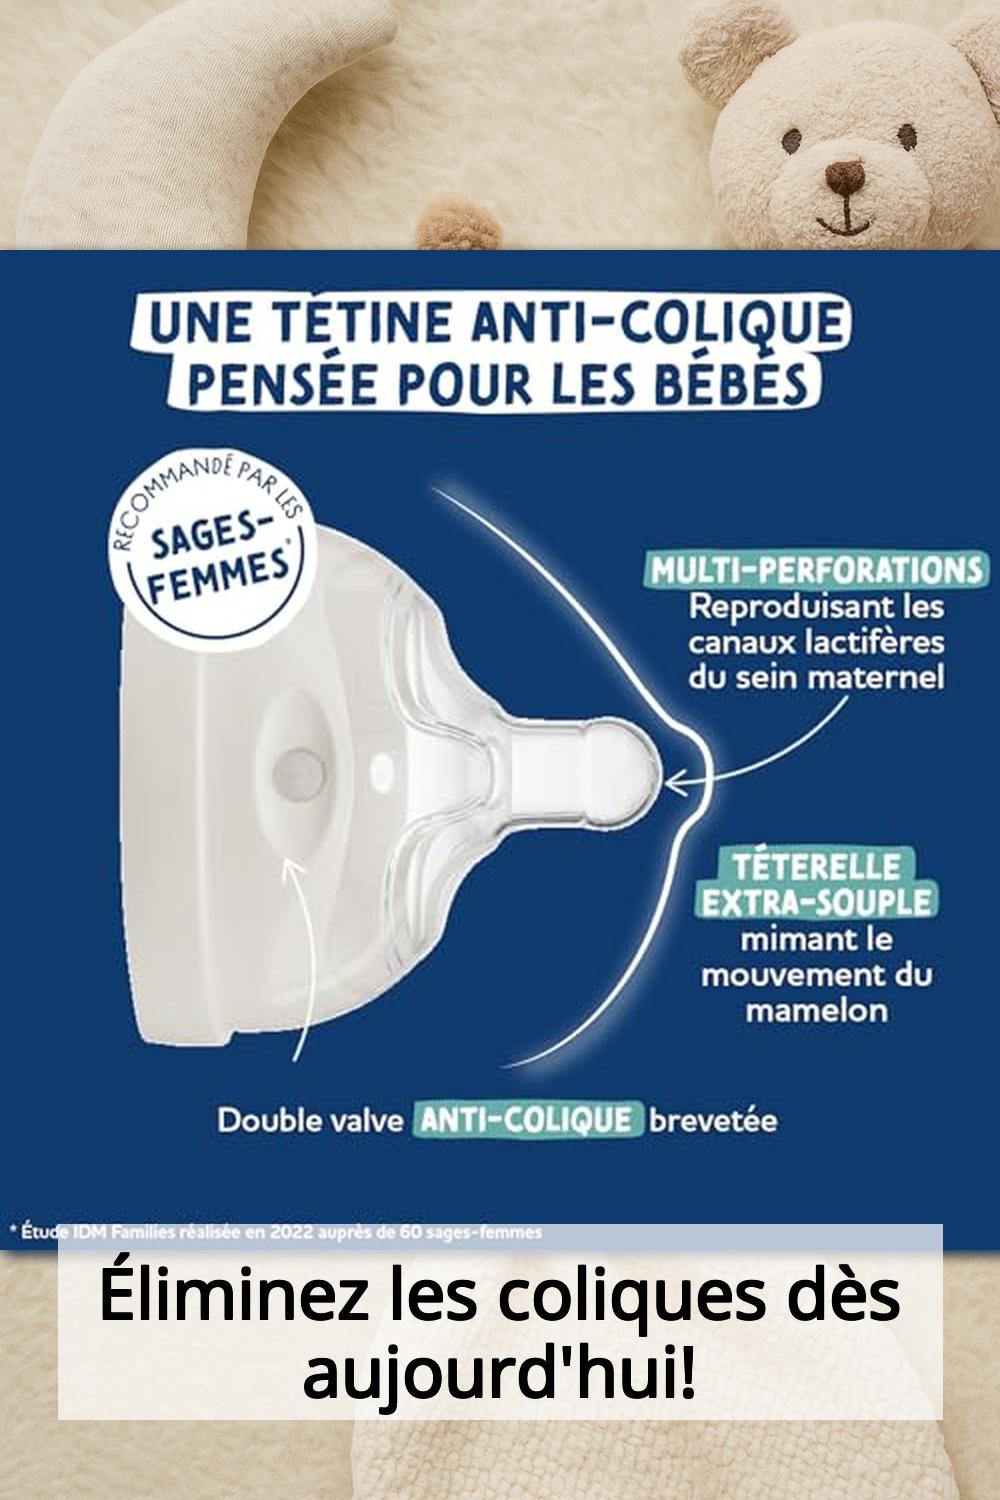 UNE TÉTINE ANTI-COLIQUE
PENSÉE POUR LES BÉBÉS
RECOMMANDÉ PAR LES
SAGES-
FEMMES*
MULTI-PERFORATIONS
Reproduisant les
canaux lactifères
du sein maternel
TÉTERELLE
EXTRA-SOUPLE
mimant le
mouvement du
mamelon
Double valve ANTI-COLIQUE brevetée
* Étude IDM Families réalisée en 2022 auprès de 60 sages-femmes
Éliminez les coliques dès
aujourd'hui!